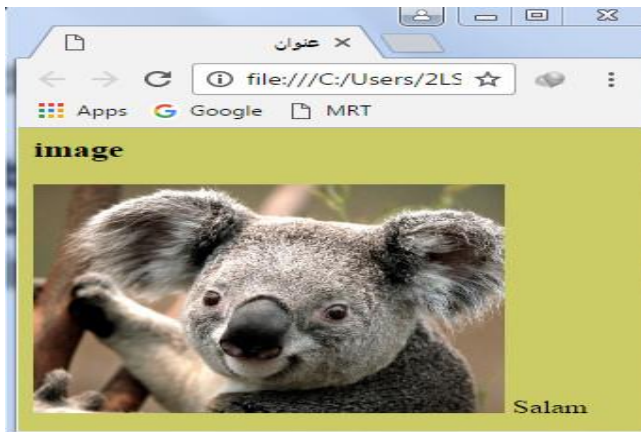 عنوان
file:///C:/Users/2LS
Apps Google MRT
image
Salam